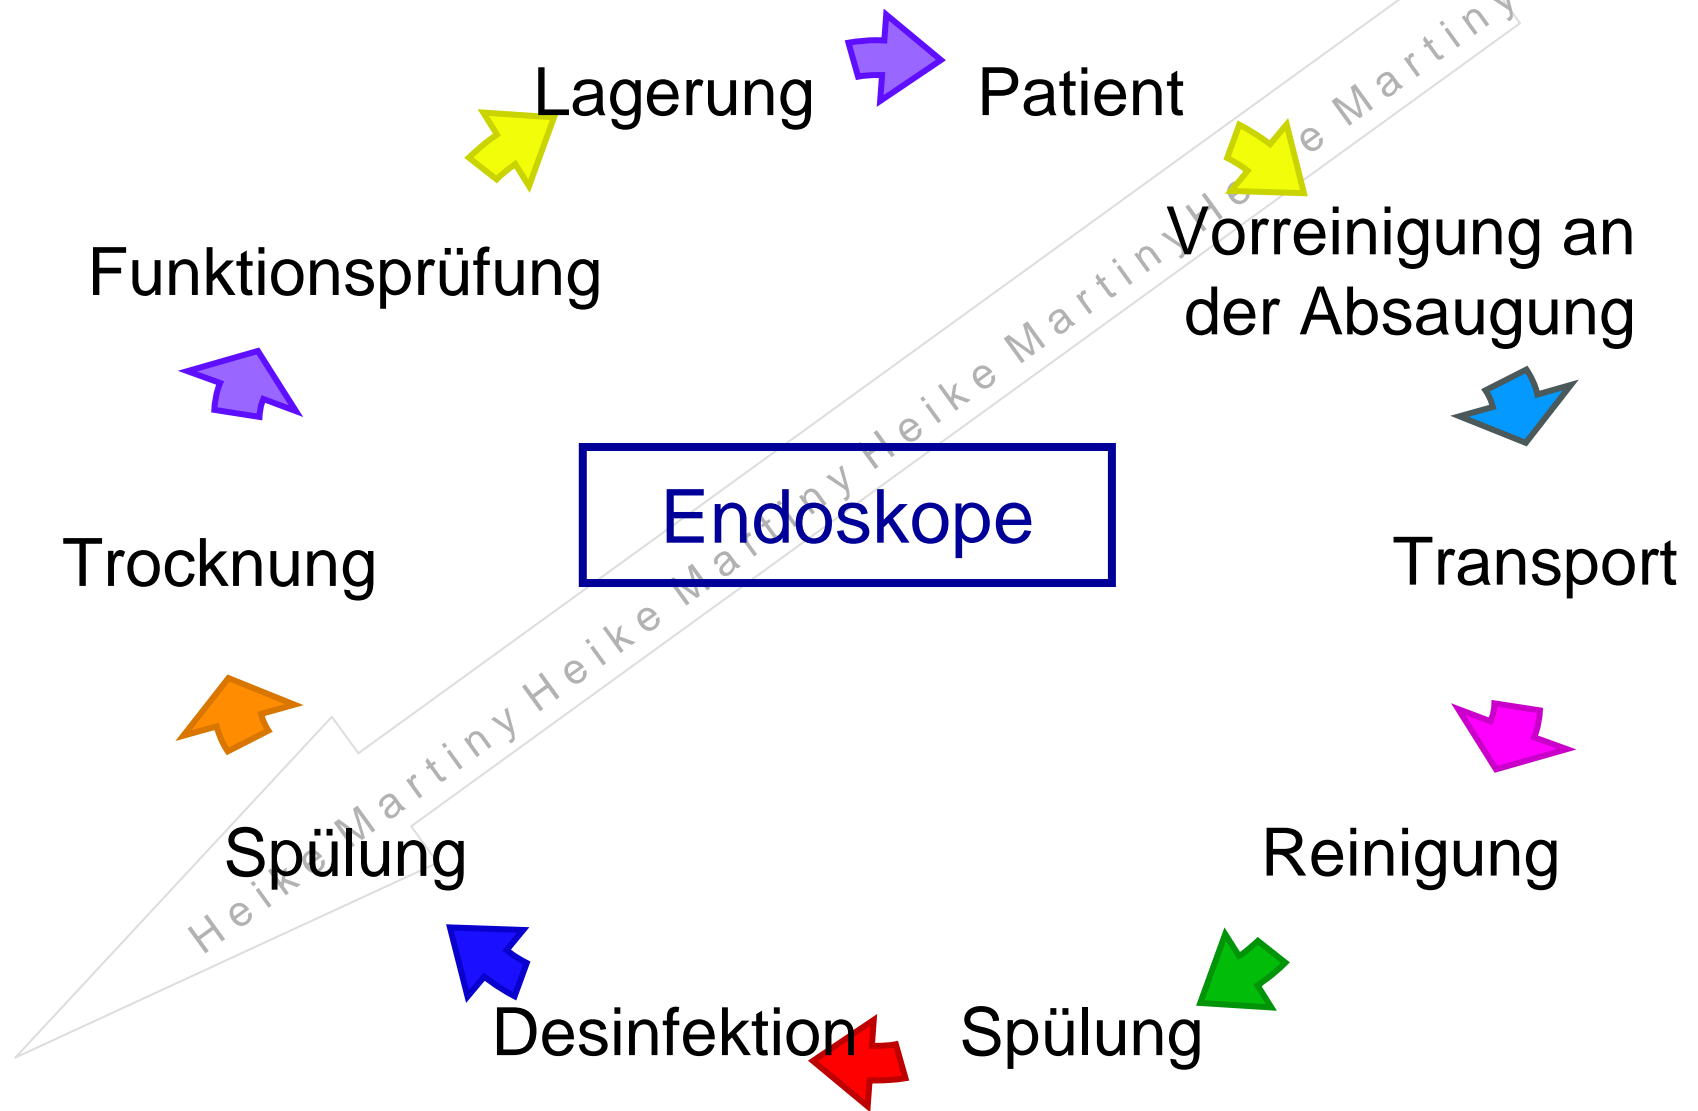 Lagerung
Patient
Vorreinigung an
der Absaugung
Transport
Reinigung
Spülung
Desinfektion
Spülung
Trocknung
Funktionsprüfung
Endoskope
Heike Martiny Heike Martiny Heike Martiny Heike Martiny